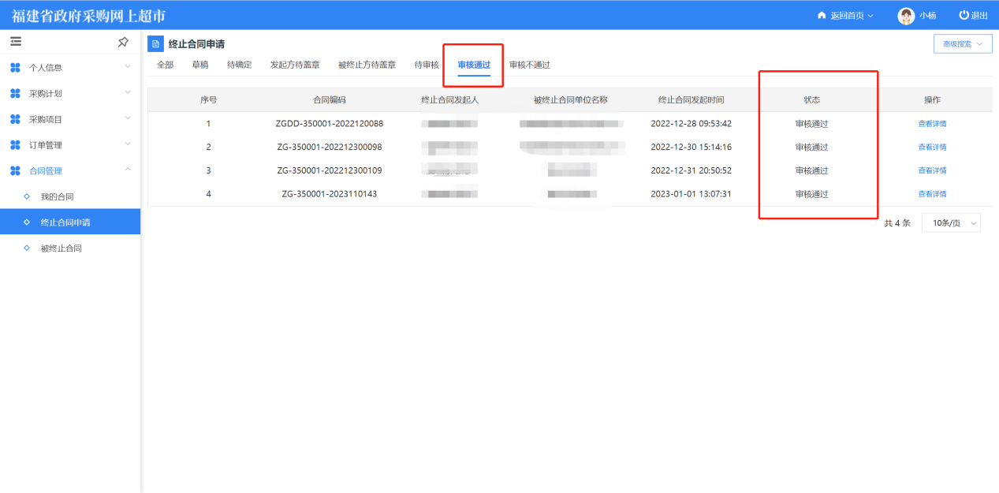 福建省政府采购网上超市
返回首页
小杨
退出
终止合同申请
高级搜索
个人信息
采购计划
采购项目
订单管理
合同管理
我的合同
终止合同申请
被终止合同
全部 草稿 待确定 发起方待盖章 被终止方待盖章 待审核 审核通过 审核不通过
序号 合同编码 终止合同发起人 被终止合同单位名称 终止合同发起时间 状态 操作
1 ZGDD-350001-2022120088 2022-12-28 09:53:42 审核通过 查看详情
2 ZG-350001-202212300098 2022-12-30 15:14:16 审核通过 查看详情
3 ZG-350001-202212300109 2022-12-31 20:50:52 审核通过 查看详情
4 ZG-350001-2023110143 2023-01-01 13:07:31 审核通过 查看详情
共 4 条 10条/页